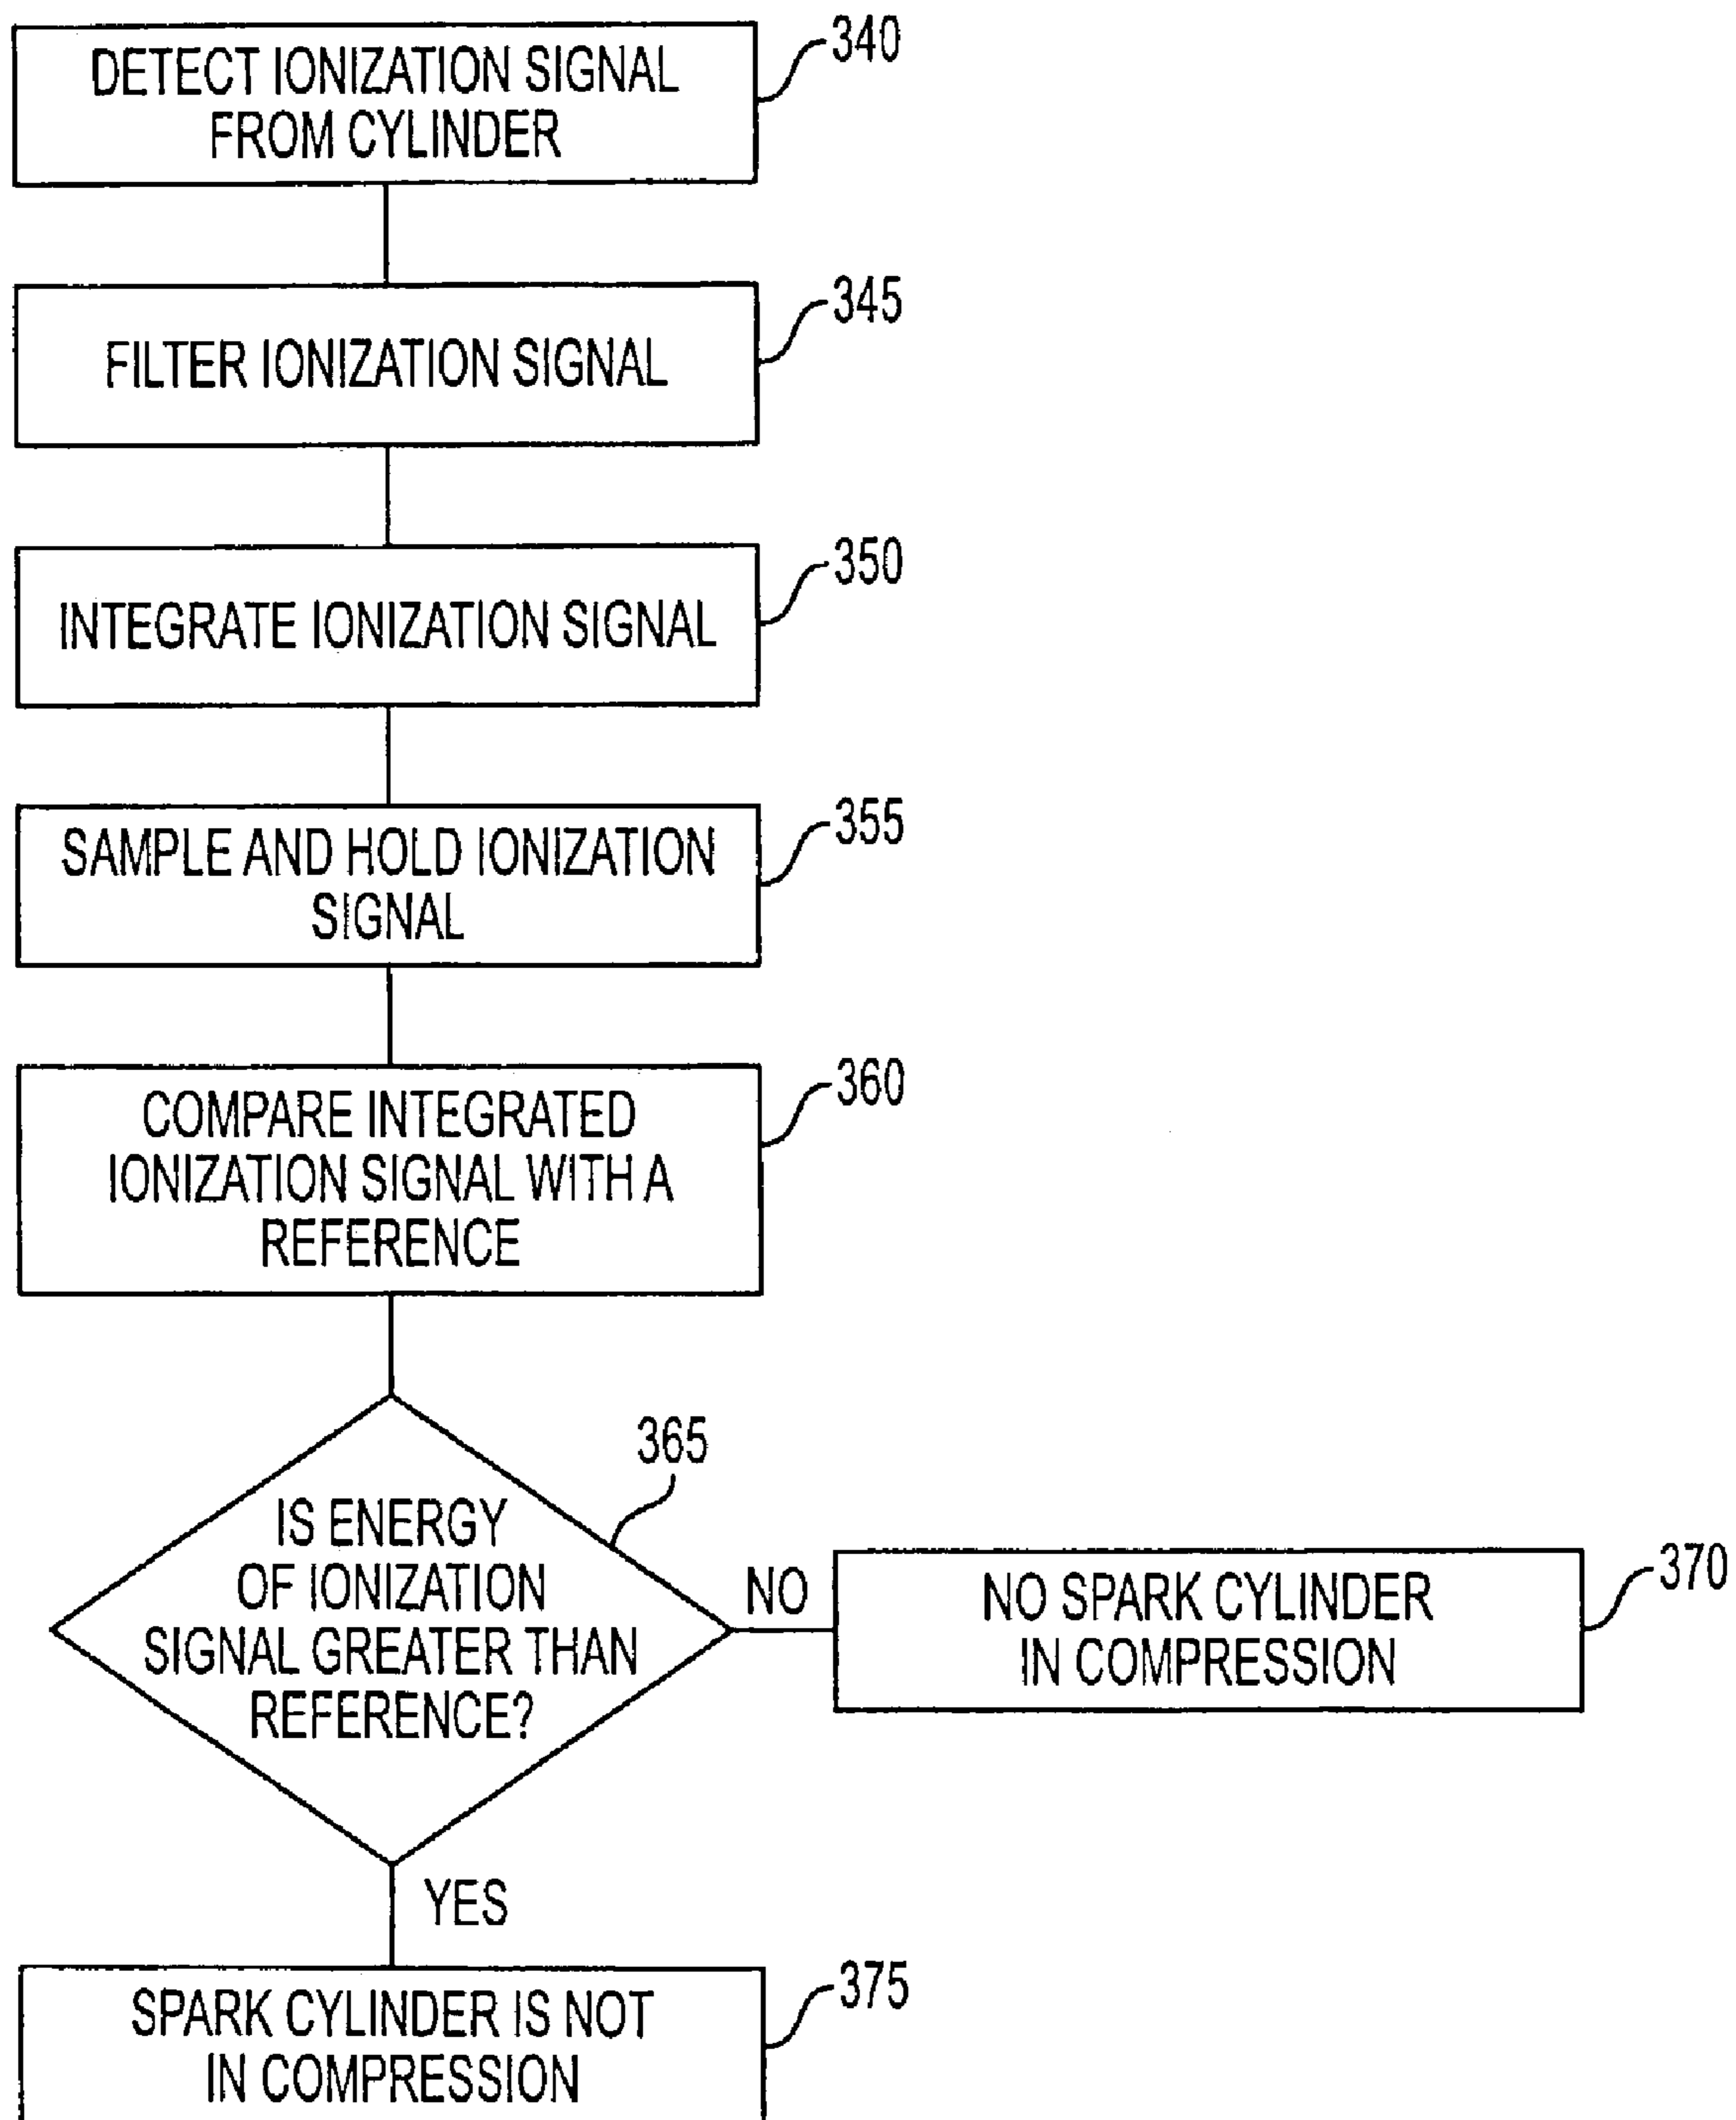 DETECT IONIZATION SIGNAL
FROM CYLINDER
340
FILTER IONIZATION SIGNAL
345
INTEGRATE IONIZATION SIGNAL
350
SAMPLE AND HOLD IONIZATION
SIGNAL
355
COMPARE INTEGRATED
IONIZATION SIGNAL WITH A
REFERENCE
360
IS ENERGY
OF IONIZATION
SIGNAL GREATER THAN
REFERENCE?
365
NO
NO SPARK CYLINDER
IN COMPRESSION
370
YES
SPARK CYLINDER IS NOT
IN COMPRESSION
375